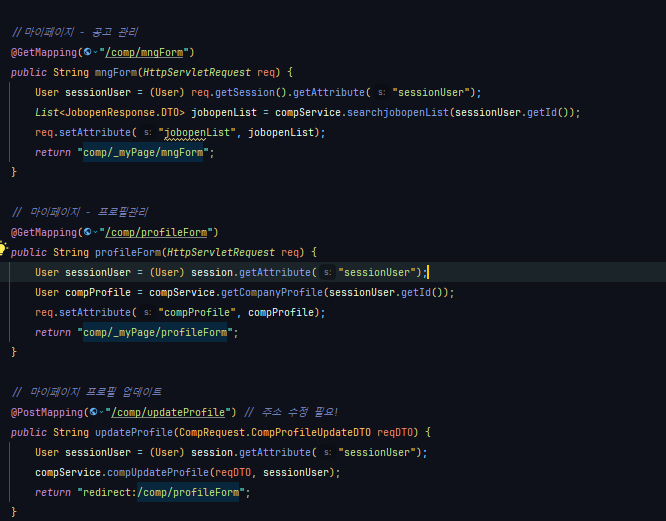 //마이페이지 - 공고 관리
@GetMapping("/comp/mngForm")
public String mngForm(HttpServletRequest req) {
User sessionUser = (User) req.getSession().getAttribute( s: "sessionUser");
List<JobopenResponse.DTO> jobopenList = compService.searchjobopenList(sessionUser.getId());
req.setAttribute( s: "jobopenList", jobopenList);
return "comp/_myPage/mngForm";
}
// 마이페이지 - 프로필관리
@GetMapping("/comp/profileForm")
public String profileForm(HttpServletRequest req) {
User sessionUser = (User) session.getAttribute( s: "sessionUser");
User compProfile = compService.getCompanyProfile(sessionUser.getId());
req.setAttribute( s: "compProfile", compProfile);
return "comp/_myPage/profileForm";
}
// 마이페이지 프로필 업데이트
@PostMapping("/comp/updateProfile") // 주소 수정 필요!
public String updateProfile(CompRequest.CompProfileUpdateDTO reqDTO) {
User sessionUser = (User) session.getAttribute( s: "sessionUser");
compService.compUpdateProfile(reqDTO, sessionUser);
return "redirect:/comp/profileForm";
}